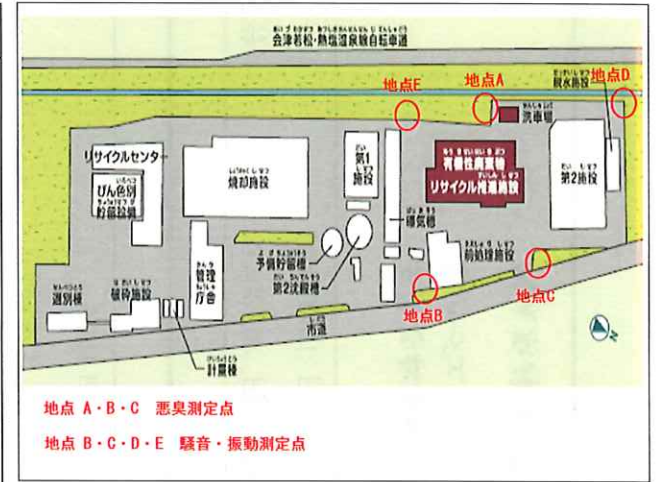 会津若松・熱塩温泉線自転車道
地点E
地点A
脱水施設
地点D
洗車場
リサイクルセンター
びん色別
貯留設備
焼却施設
第1
施設
有機性廃棄物
リサイクル推進施設
第2施設
曝気槽
予備貯留槽
第2沈殿槽
前処理施設
選別棟
破砕施設
管理
庁舎
計量棟
地点B
地点C
市道
N
地点 A・B・C 悪臭測定点
地点 B・C・D・E 騒音・振動測定点